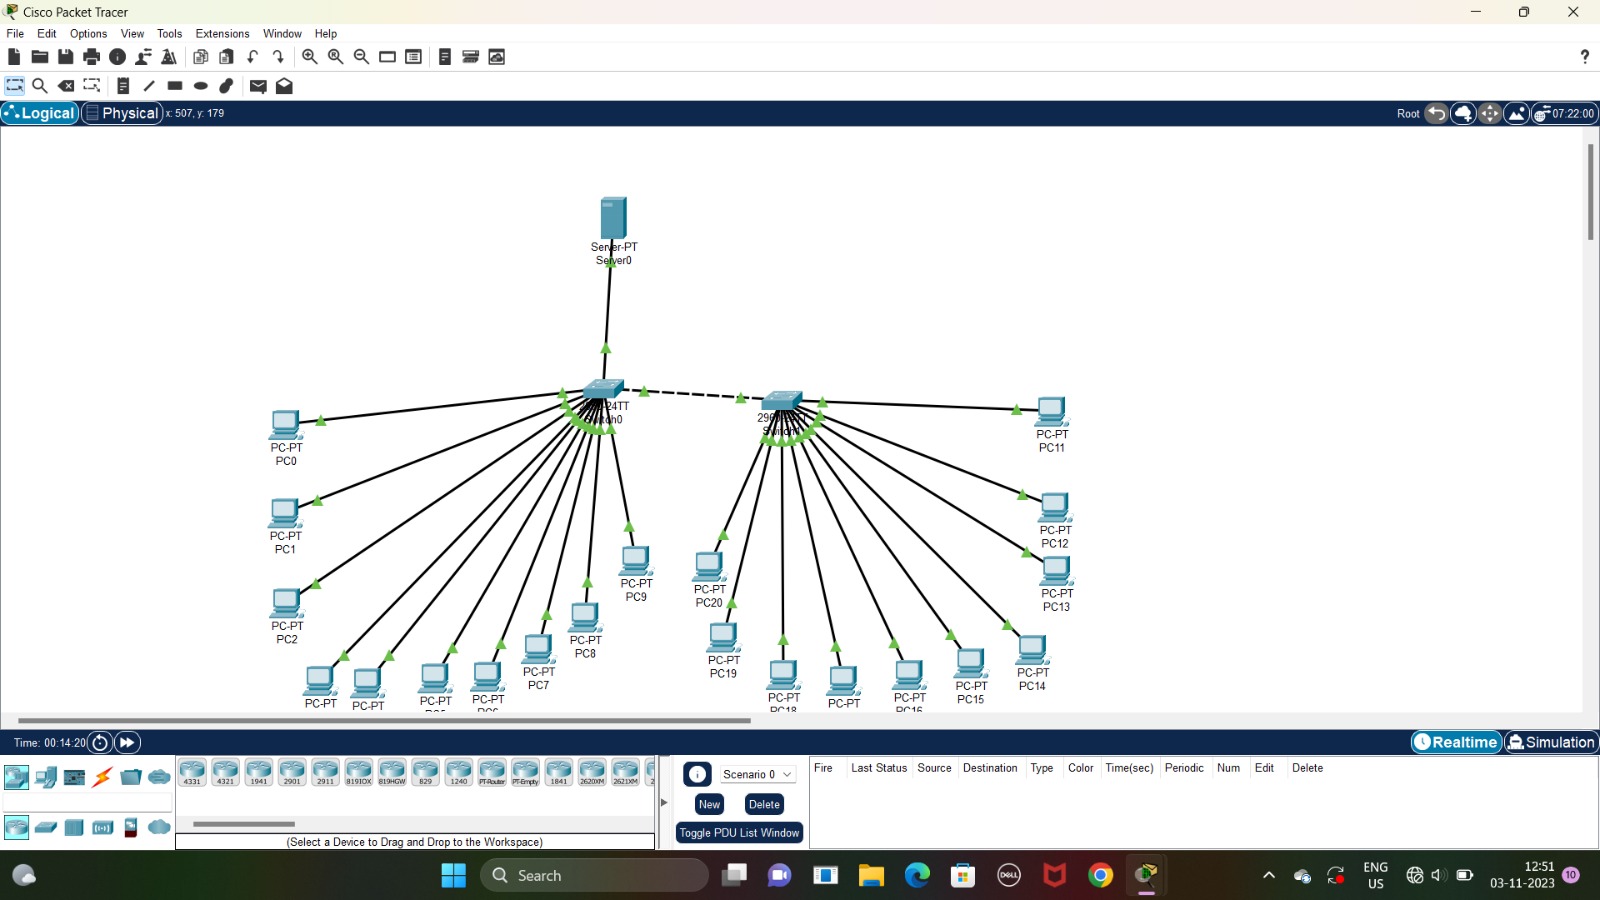 Cisco Packet Tracer
File Edit Options View Tools Extensions Window Help
?
Logical Physical x: 507, y: 179 Root 07:22:00
Server-PT
Server0
24TT
Switch0
PC-PT
PC0
PC-PT
PC1
PC-PT
PC2
PC-PT
PC-PT
PC-PT
PC-PT
PC-PT
PC7
PC-PT
PC8
PC-PT
PC9
PC-PT
PC20
PC-PT
PC19
PC-PT
PC18
PC-PT
PC-PT
PC16
PC-PT
PC15
PC-PT
PC14
PC-PT
PC13
PC-PT
PC12
PC-PT
PC11
Time: 00:14:20 Realtime Simulation
4331 4321 1941 2901 2911 819IOX 819HGW 829 1240 PT-Router PT-Empty 1841 2620XM 2621XM
(Select a Device to Drag and Drop to the Workspace)
Scenario 0
New Delete
Toggle PDU List Window
Fire Last Status Source Destination Type Color Time(sec) Periodic Num Edit Delete
Search
DELL
ENG
US
12:51
03-11-2023
10